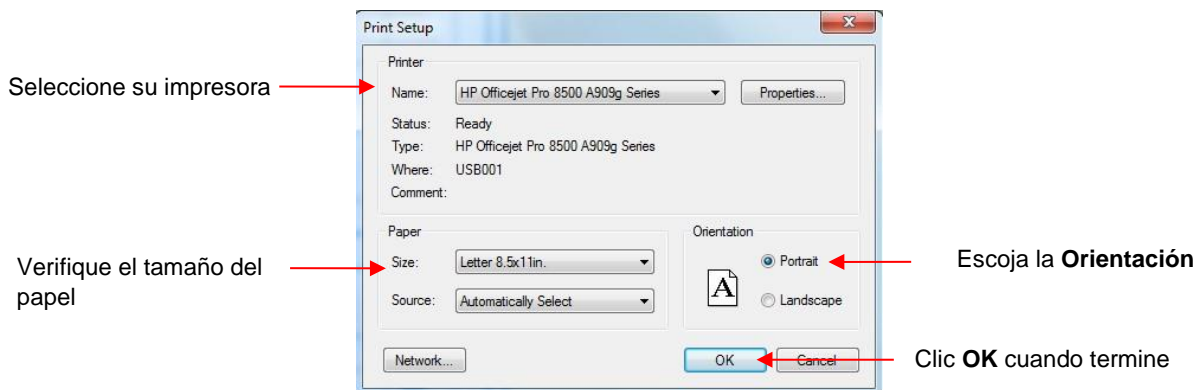 Print Setup
Printer
Seleccione su impresora
Name: HP Officejet Pro 8500 A909g Series Properties...
Status: Ready
Type: HP Officejet Pro 8500 A909g Series
Where: USB001
Comment:
Paper
Orientation
Verifique el tamaño del
papel
Size: Letter 8.5x11in.
Source: Automatically Select
A
Portrait
Landscape
Escoja la Orientación
Network...
OK
Cancel
Clic OK cuando termine